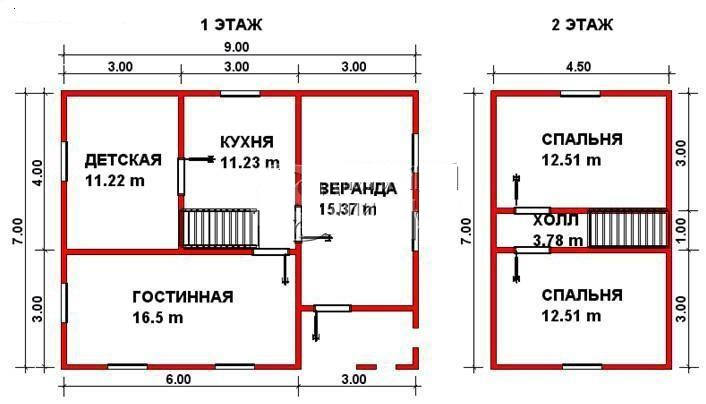 1 ЭТАЖ
2 ЭТАЖ
9.00
3.00
3.00
3.00
4.50
ДЕТСКАЯ
11.22 m
КУХНЯ
11.23 m
ВЕРАНДА
15.37 m
СПАЛЬНЯ
12.51 m
ХОЛЛ
3.78 m
ГОСТИННАЯ
16.5 m
СПАЛЬНЯ
12.51 m
7.00
4.00
3.00
7.00
3.00
1.00
3.00
6.00
3.00